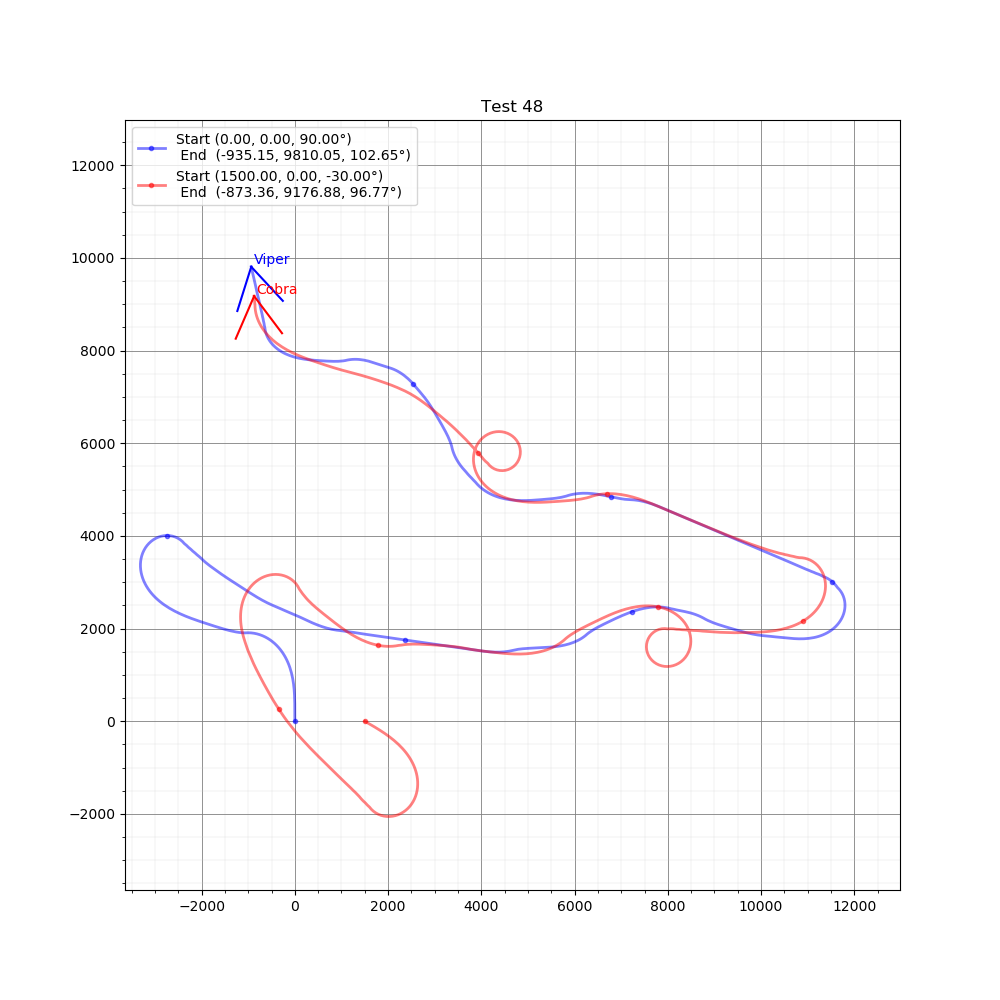 Test 48
Start (0.00, 0.00, 90.00°)
End (-935.15, 9810.05, 102.65°)
Start (1500.00, 0.00, -30.00°)
End (-873.36, 9176.88, 96.77°)
Viper
Cobra
12000
10000
8000
6000
4000
2000
0
−2000
−2000 0 2000 4000 6000 8000 10000 12000